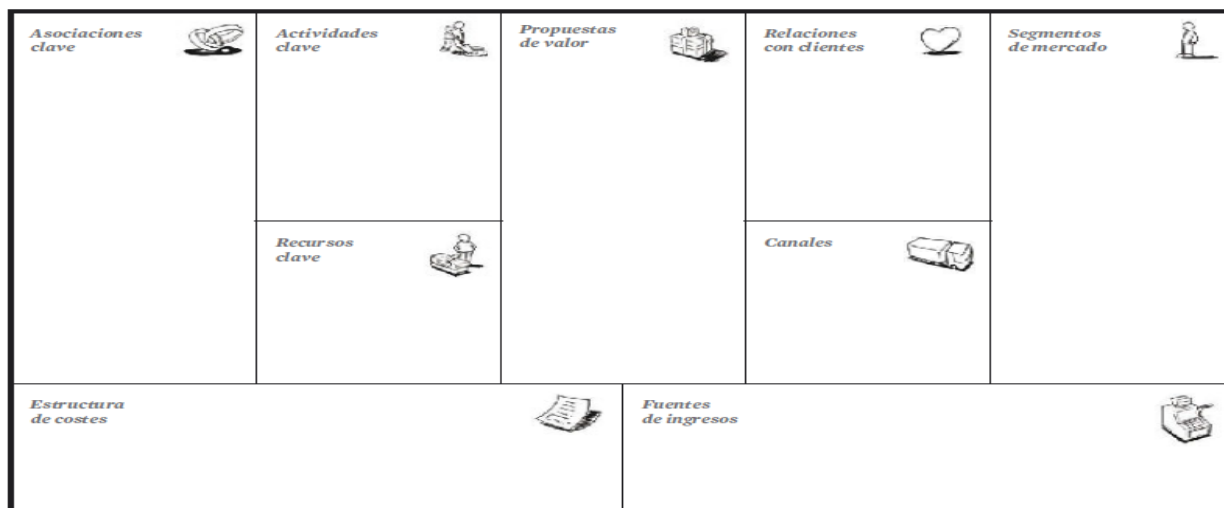 Asociaciones
clave
Actividades
clave
Propuestas
de valor
Relaciones
con clientes
Segmentos
de mercado
Recursos
clave
Canales
Estructura
de costes
Fuentes
de ingresos